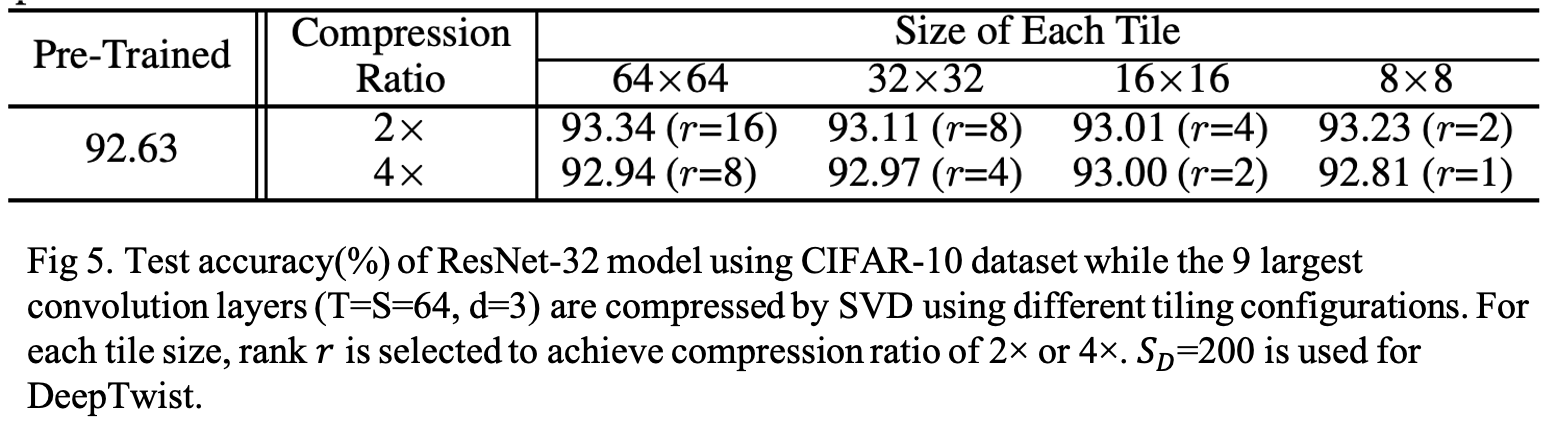 Pre-Trained Compression Ratio Size of Each Tile
64×64 32×32 16×16 8×8
92.63 2× 93.34 (r=16) 93.11 (r=8) 93.01 (r=4) 93.23 (r=2)
4× 92.94 (r=8) 92.97 (r=4) 93.00 (r=2) 92.81 (r=1)
Fig 5. Test accuracy(%) of ResNet-32 model using CIFAR-10 dataset while the 9 largest
convolution layers (T=S=64, d=3) are compressed by SVD using different tiling configurations. For
each tile size, rank r is selected to achieve compression ratio of 2× or 4×. S_D=200 is used for
DeepTwist.